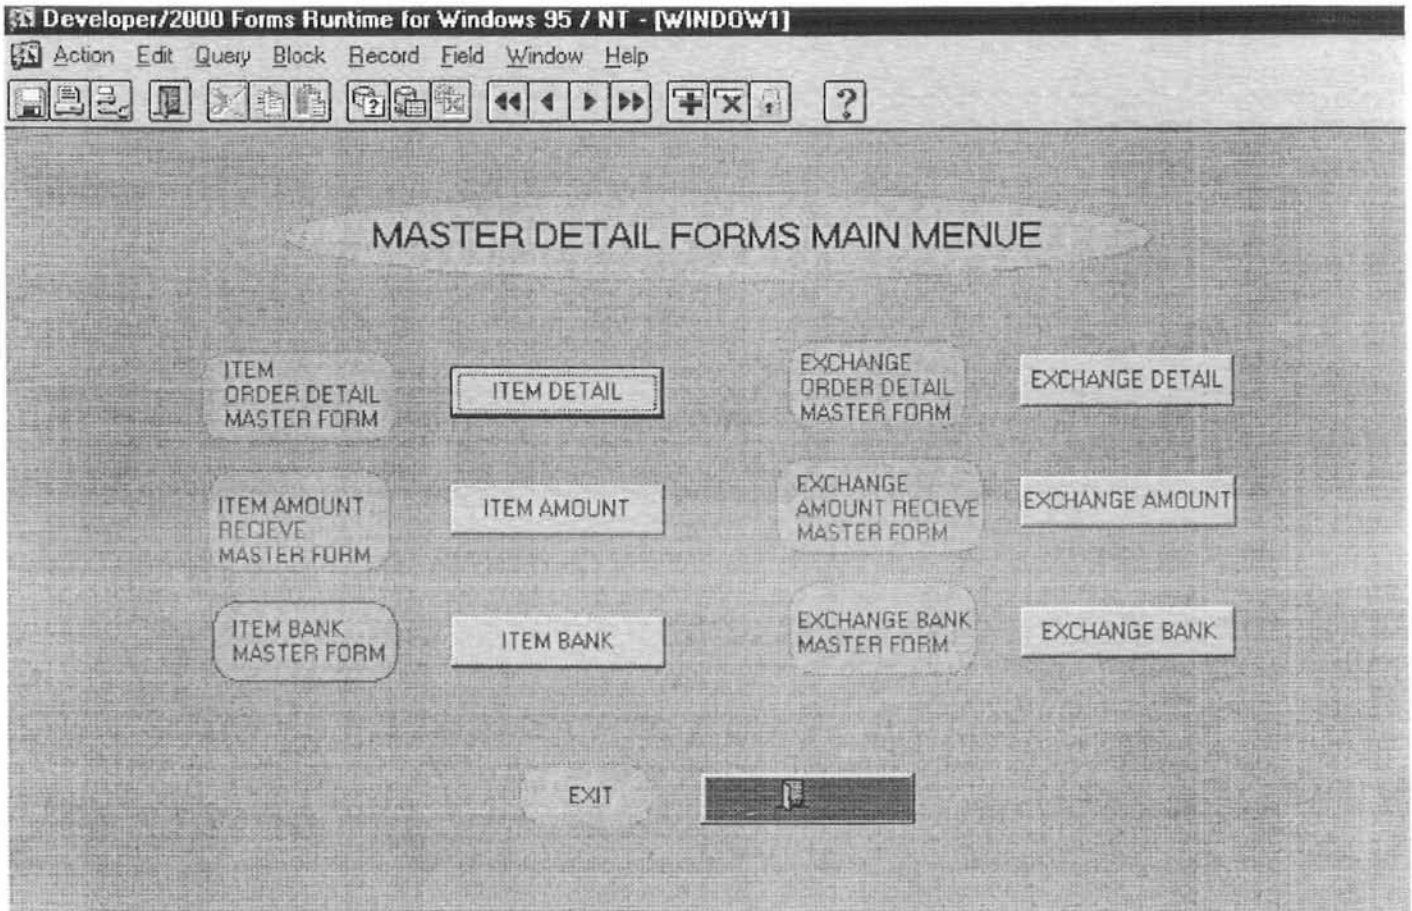 Developer/2000 Forms Runtime for Windows 95 / NT - [WINDOW1]
Action Edit Query Block Record Field Window Help
MASTER DETAIL FORMS MAIN MENUE
ITEM
ORDER DETAIL
MASTER FORM
ITEM DETAIL
EXCHANGE
ORDER DETAIL
MASTER FORM
EXCHANGE DETAIL
ITEM AMOUNT
RECIEVE
MASTER FORM
ITEM AMOUNT
EXCHANGE
AMOUNT RECIEVE
MASTER FORM
EXCHANGE AMOUNT
ITEM BANK
MASTER FORM
ITEM BANK
EXCHANGE BANK
MASTER FORM
EXCHANGE BANK
EXIT